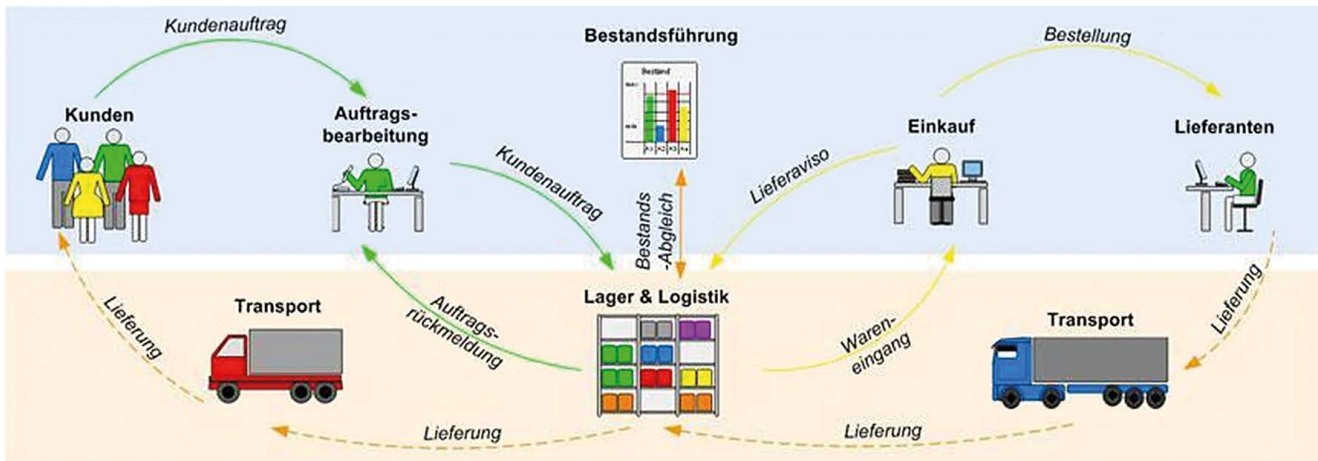 Kundenauftrag
Bestandsführung
Bestellung
Bestand
Kunden
Auftrags-
bearbeitung
Einkauf
Lieferanten
Kundenauftrag
Bestands
-Abgleich
Lieferaviso
Lieferung
Transport
Auftrags-
rückmeldung
Lager & Logistik
Waren-
eingang
Transport
Lieferung
Lieferung
Lieferung